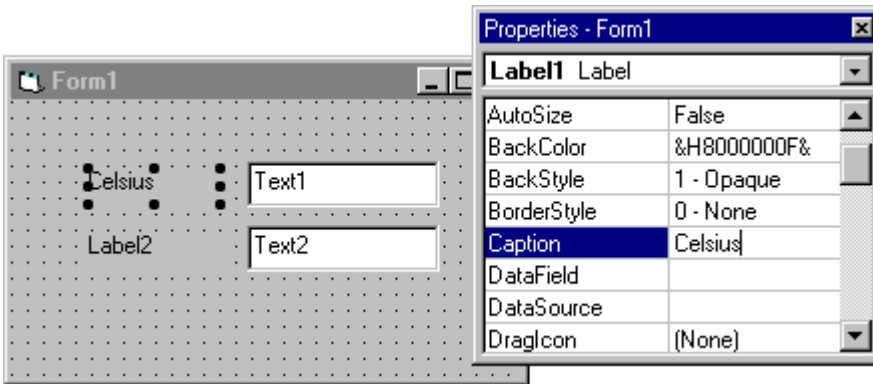 Form1
Celsius
Text1
Label2
Text2
Properties - Form1
Label1 Label
AutoSize False
BackColor &H8000000F&
BackStyle 1 - Opaque
BorderStyle 0 - None
Caption Celsius
DataField
DataSource
DragIcon (None)